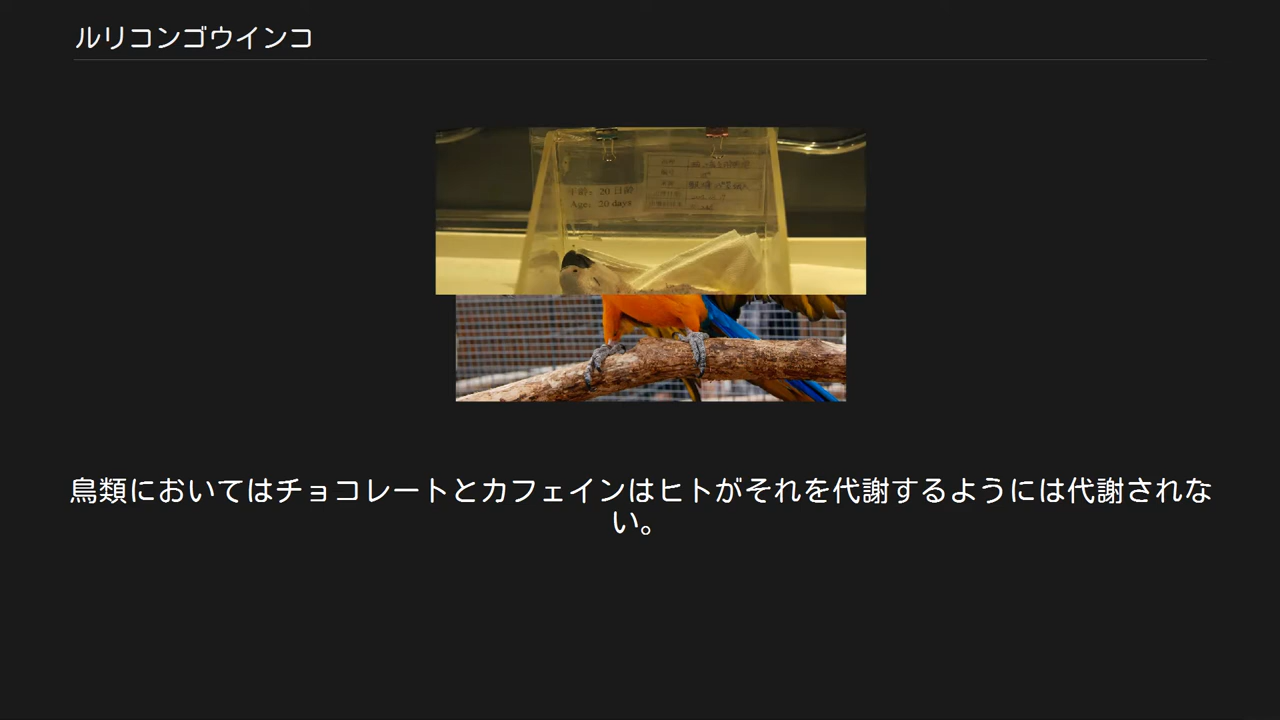 ルリコンゴウインコ
Age: 20 days
鳥類においてはチョコレートとカフェインはヒトがそれを代謝するようには代謝されな
い。